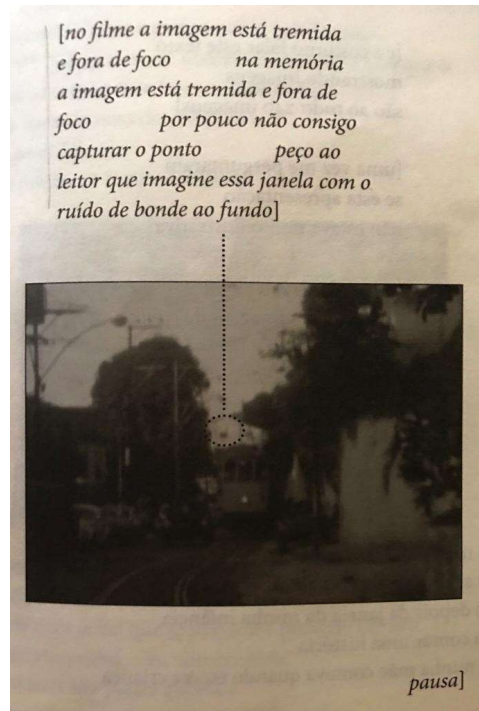 [no filme a imagem está tremida
e fora de foco na memória
a imagem está tremida e fora de
foco por pouco não consigo
capturar o ponto peço ao
leitor que imagine essa janela com o
ruído de bonde ao fundo]
pausa]